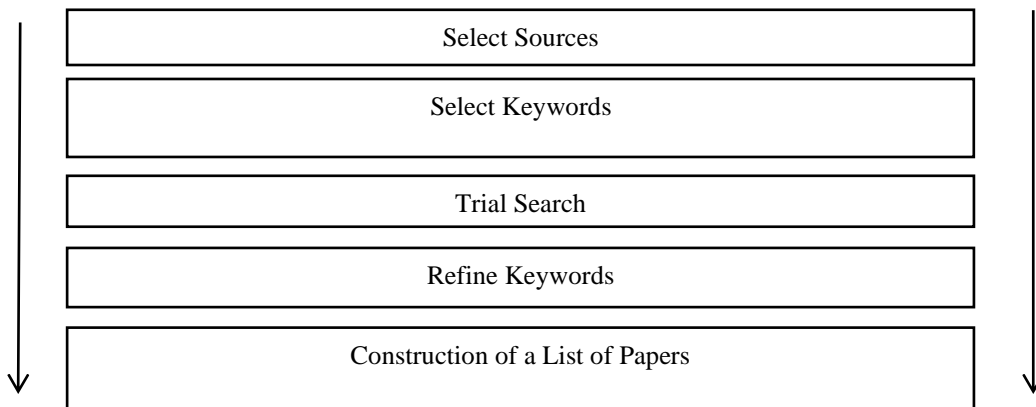 Select Sources
Select Keywords
Trial Search
Refine Keywords
Construction of a List of Papers